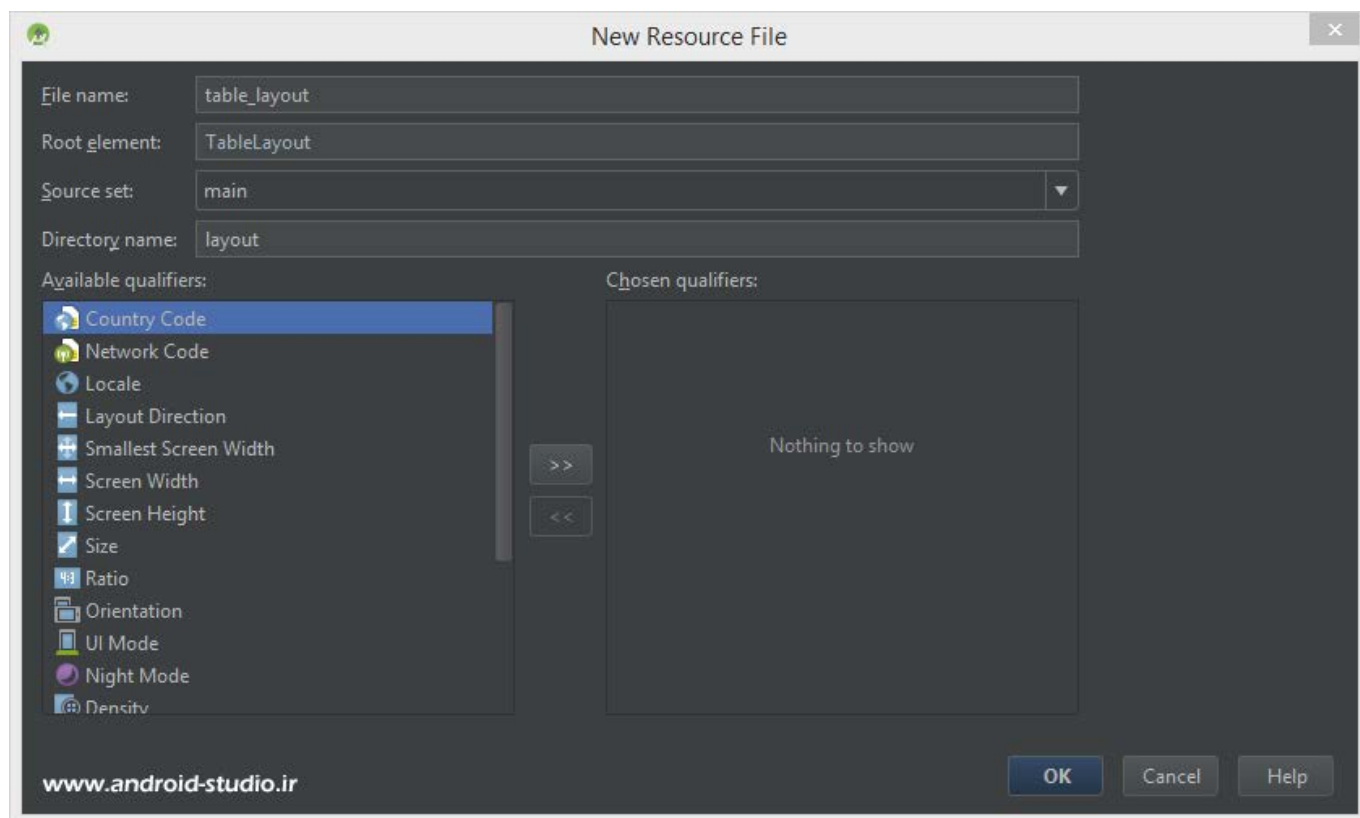 New Resource File
File name: table_layout
Root element: TableLayout
Source set: main
Directory name: layout
Available qualifiers:
Chosen qualifiers:
Country Code
Network Code
Locale
Layout Direction
Smallest Screen Width
Screen Width
Screen Height
Size
Ratio
Orientation
UI Mode
Night Mode
Density
>>
<<
Nothing to show
www.android-studio.ir
OK
Cancel
Help